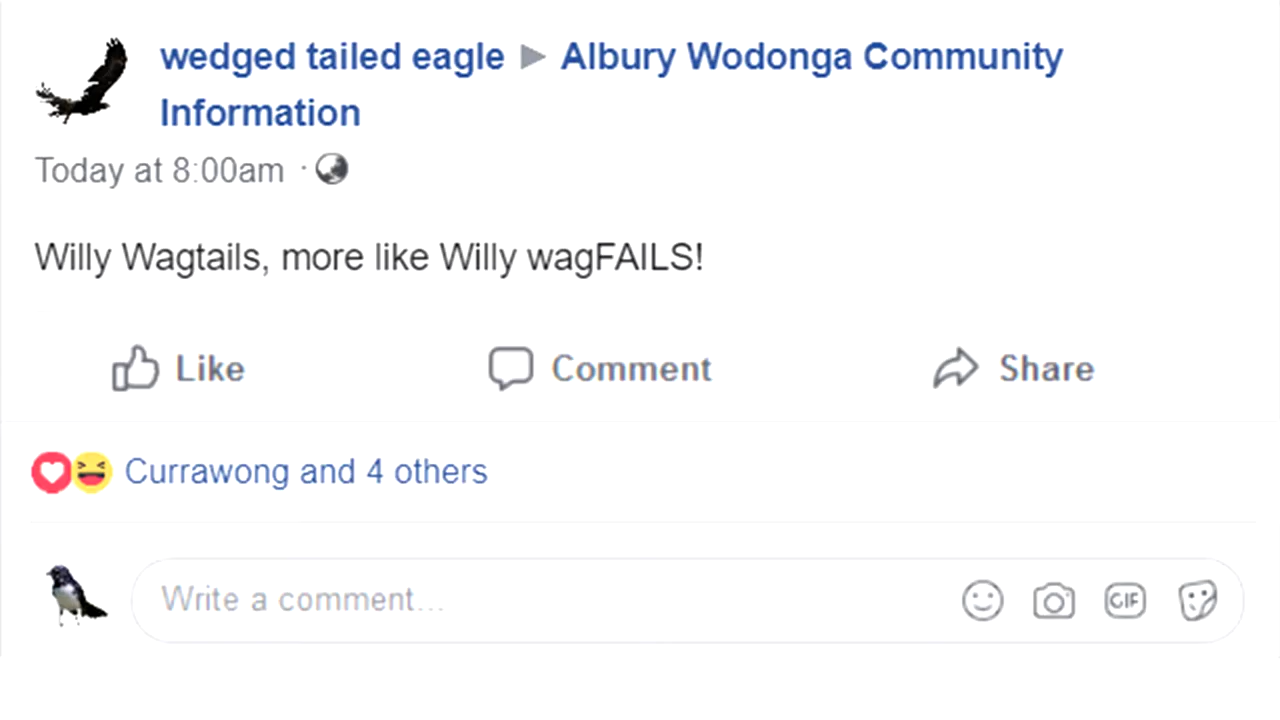 wedged tailed eagle ▶ Albury Wodonga Community
Information
Today at 8:00am ·
Willy Wagtails, more like Willy wagFAILS!
Like Comment Share
Currawong and 4 others
Write a comment... GIF